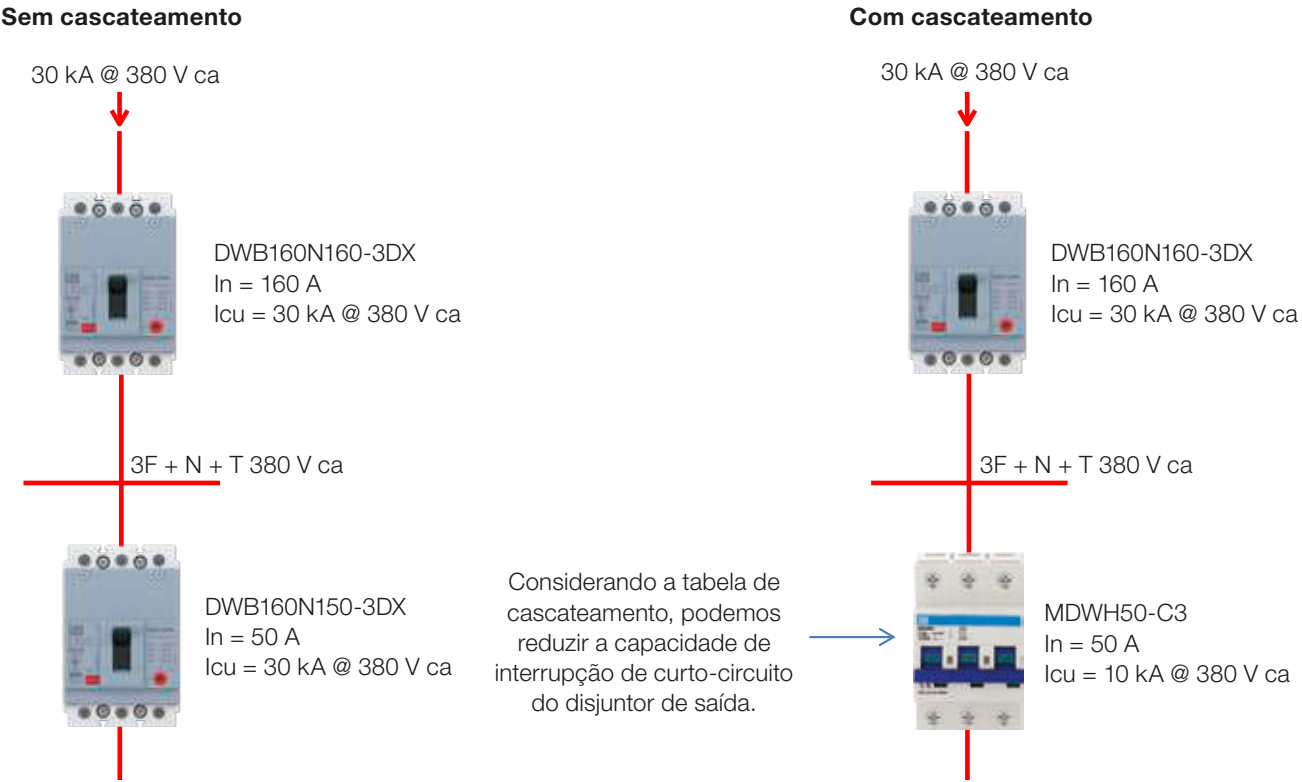 Sem cascateamento
30 kA @ 380 V ca
DWB160N160-3DX
In = 160 A
Icu = 30 kA @ 380 V ca
3F + N + T 380 V ca
DWB160N150-3DX
In = 50 A
Icu = 30 kA @ 380 V ca
Com cascateamento
30 kA @ 380 V ca
DWB160N160-3DX
In = 160 A
Icu = 30 kA @ 380 V ca
3F + N + T 380 V ca
Considerando a tabela de
cascateamento, podemos
reduzir a capacidade de
interrupção de curto-circuito
do disjuntor de saída.
MDWH50-C3
In = 50 A
Icu = 10 kA @ 380 V ca